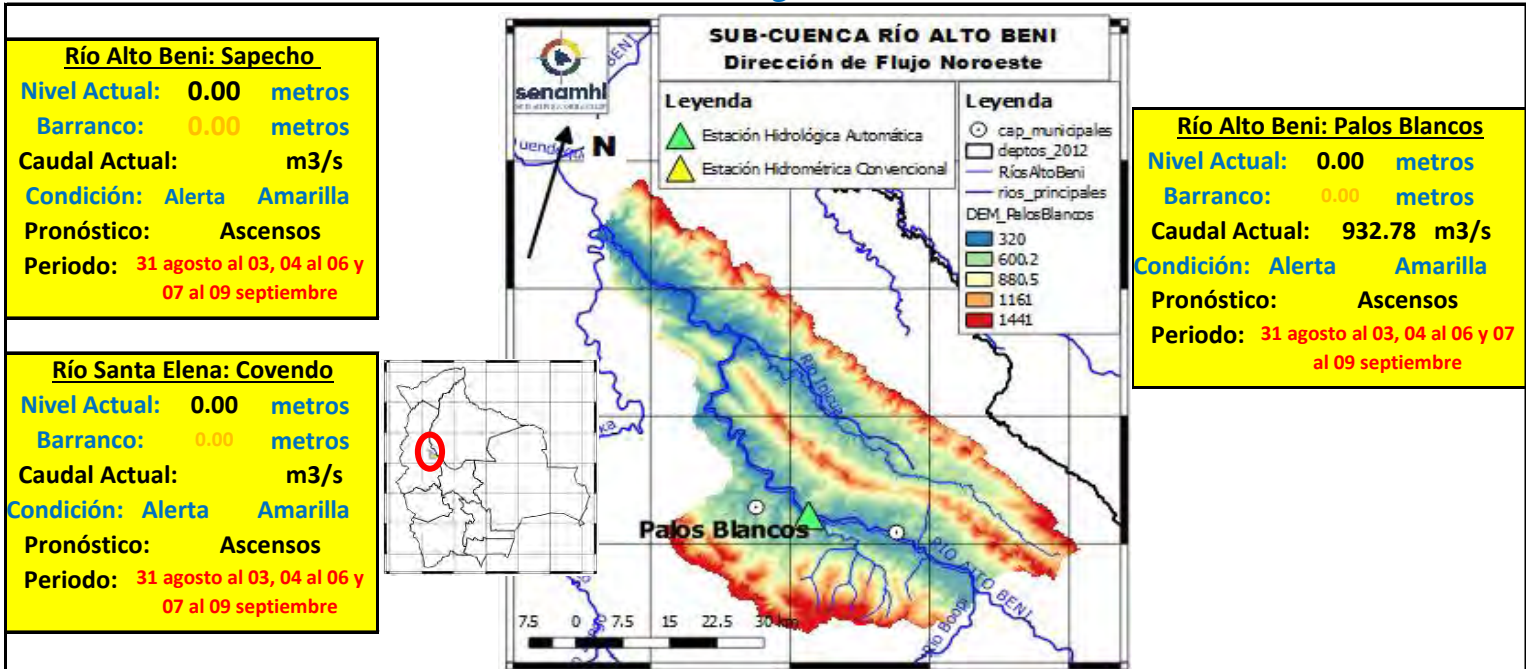 Río Alto Beni: Sapecho
Nivel Actual: 0.00 metros
Barranco: 0.00 metros
Caudal Actual: m3/s
Condición: Alerta Amarilla
Pronóstico: Ascensos
Periodo: 31 agosto al 03, 04 al 06 y
07 al 09 septiembre
Río Santa Elena: Covendo
Nivel Actual: 0.00 metros
Barranco: 0.00 metros
Caudal Actual: m3/s
Condición: Alerta Amarilla
Pronóstico: Ascensos
Periodo: 31 agosto al 03, 04 al 06 y
07 al 09 septiembre
senamhi
N
SUB-CUENCA RÍO ALTO BENI
Dirección de Flujo Noroeste
Leyenda
Estación Hidrológica Automática
Estación Hidrométrica Convencional
Leyenda
cap_municipales
deptos_2012
RíosAltoBeni
rios_principales
DEM_PalosBlancos
320
600.2
880.5
1161
1441
BENI
Río Inicua
Palos Blancos
RÍO ALTO BENI
Río Boopi
7.5 0 7.5 15 22.5 30 km
Río Alto Beni: Palos Blancos
Nivel Actual: 0.00 metros
Barranco: 0.00 metros
Caudal Actual: 932.78 m3/s
Condición: Alerta Amarilla
Pronóstico: Ascensos
Periodo: 31 agosto al 03, 04 al 06 y 07
al 09 septiembre